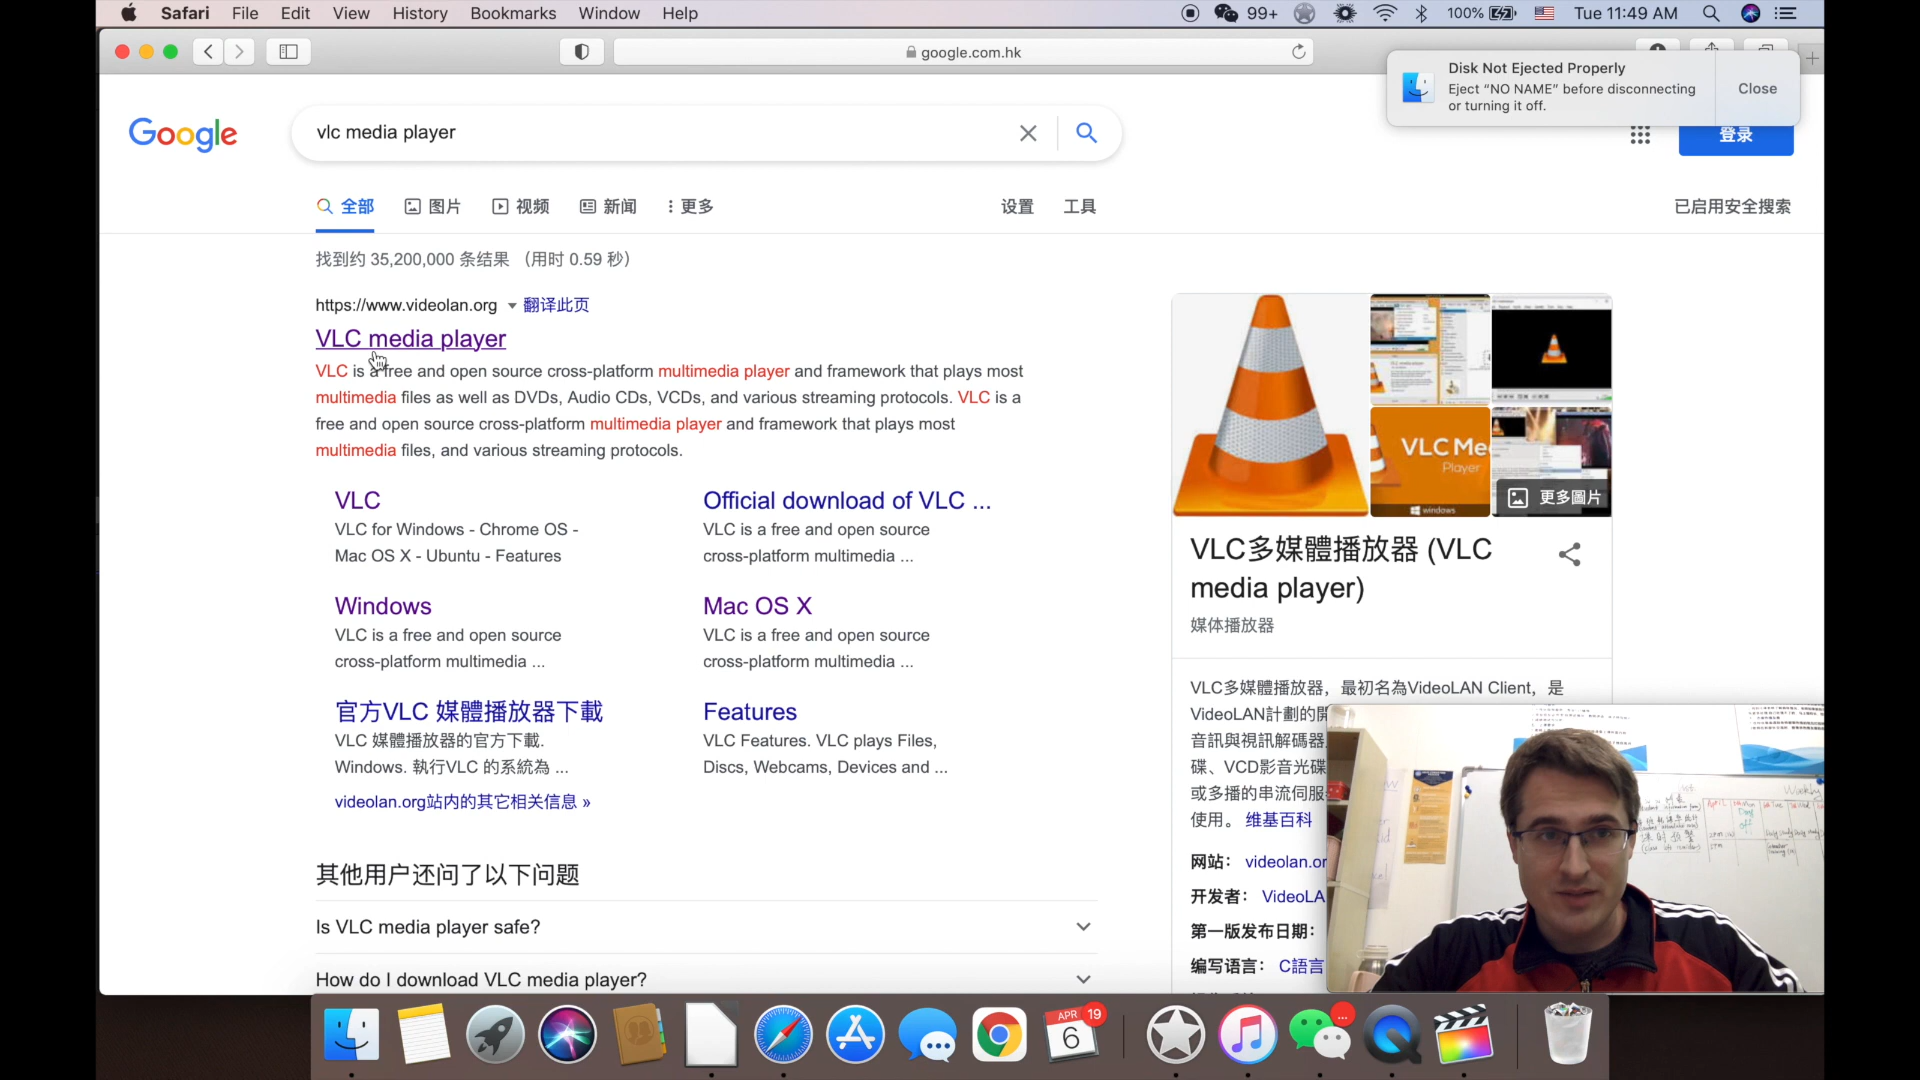 Safari File Edit View History Bookmarks Window Help
99+ 100% Tue 11:49 AM
google.com.hk
Disk Not Ejected Properly
Eject “NO NAME” before disconnecting
or turning it off.
Close
Google
vlc media player
登录
全部 图片 视频 新闻 更多 设置 工具
已启用安全搜索
找到约 35,200,000 条结果 （用时 0.59 秒）
https://www.videolan.org 翻译此页
VLC media player
VLC is a free and open source cross-platform multimedia player and framework that plays most
multimedia files as well as DVDs, Audio CDs, VCDs, and various streaming protocols. VLC is a
free and open source cross-platform multimedia player and framework that plays most
multimedia files, and various streaming protocols.
VLC
VLC for Windows - Chrome OS -
Mac OS X - Ubuntu - Features
Official download of VLC ...
VLC is a free and open source
cross-platform multimedia ...
Windows
VLC is a free and open source
cross-platform multimedia ...
Mac OS X
VLC is a free and open source
cross-platform multimedia ...
官方VLC 媒體播放器下載
VLC 媒體播放器的官方下載.
Windows. 執行VLC 的系統為 ...
Features
VLC Features. VLC plays Files,
Discs, Webcams, Devices and ...
videolan.org站内的其它相关信息 »
其他用户还问了以下问题
Is VLC media player safe?
How do I download VLC media player?
VLC Me
Player
windows
更多圖片
VLC多媒體播放器 (VLC
media player)
媒体播放器
VLC多媒體播放器，最初名為VideoLAN Client，是
VideoLAN計劃的開
音訊與視訊解碼器
碟、VCD影音光碟
或多播的串流伺服
使用。 维基百科
网站： videolan.or
开发者： VideoLA
第一版发布日期：
编写语言： C語言
Weekly
APR 19
6